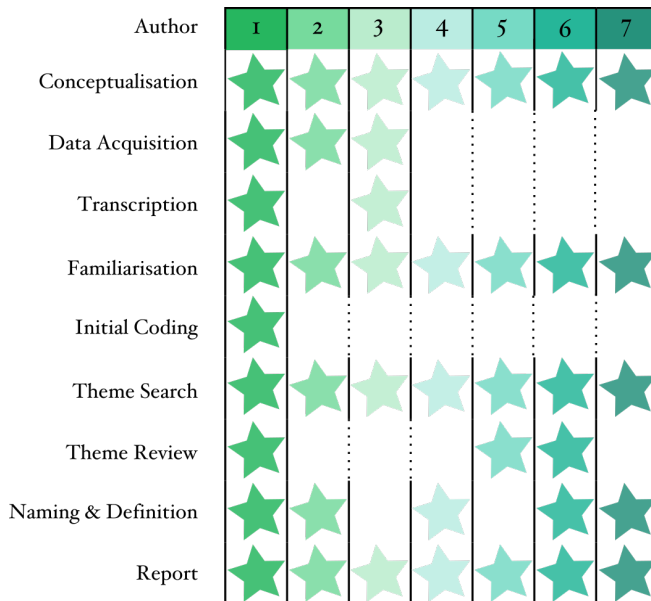 Author 1 2 3 4 5 6 7
Conceptualisation
Data Acquisition
Transcription
Familiarisation
Initial Coding
Theme Search
Theme Review
Naming & Definition
Report